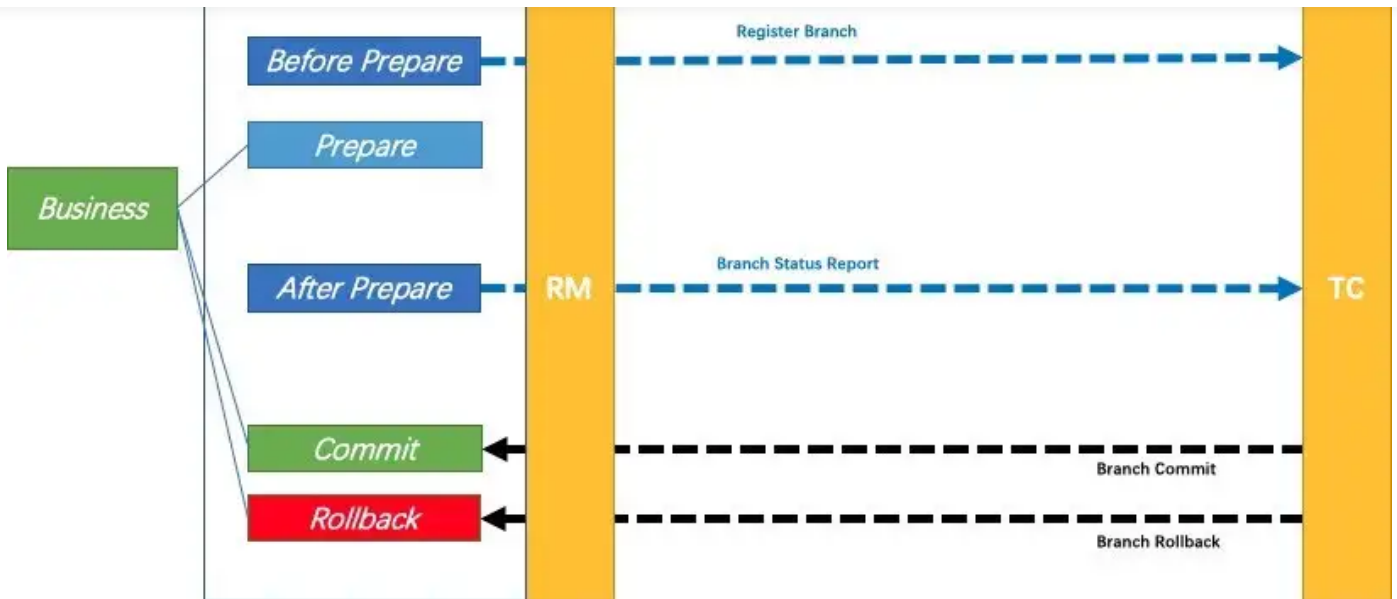 Register Branch
Before Prepare
Prepare
Business
Branch Status Report
After Prepare
RM
TC
Commit
Branch Commit
Rollback
Branch Rollback